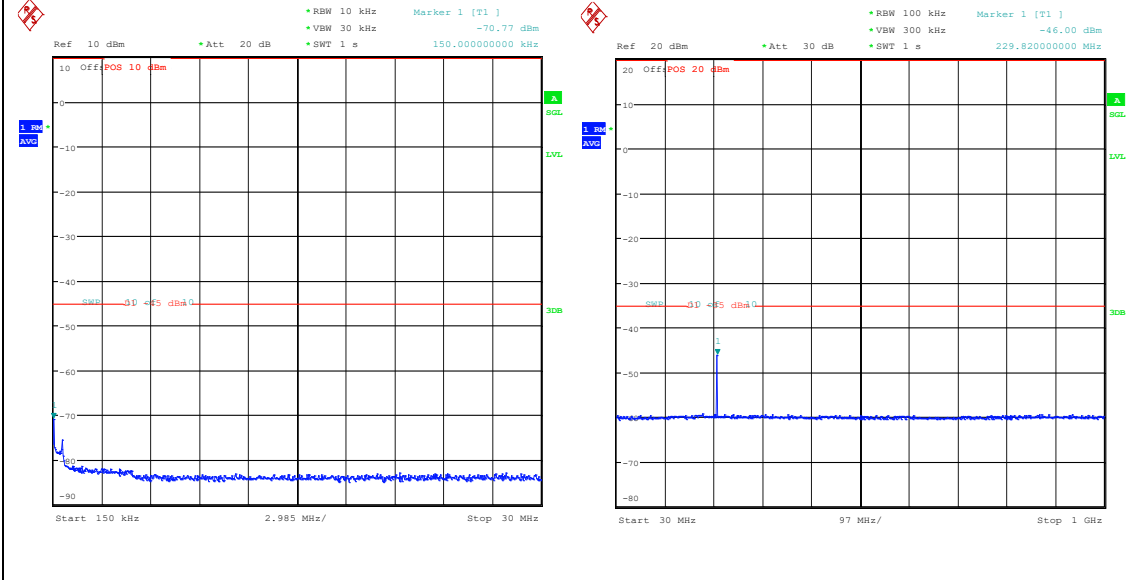 R
S
* RBW 10 kHz
Marker 1 [T1 ]
* VBW 30 kHz
-70.77 dBm
Ref 10 dBm
* Att 20 dB
* SWT 1 s
150.000000000 kHz
10
POS 10 dBm
A
SGL
1 RM *
AVG
LVL
3DB
0
-10
-20
-30
-40
-50
-60
-70
-80
-90
1
Start 150 kHz
2.985 MHz/
Stop 30 MHz
R
S
* RBW 100 kHz
Marker 1 [T1 ]
* VBW 300 kHz
-46.00 dBm
Ref 20 dBm
* Att 30 dB
* SWT 1 s
229.820000000 MHz
20
POS 20 dBm
A
SGL
1 RM *
AVG
LVL
3DB
10
0
-10
-20
-30
-40
-50
-60
-70
-80
1
Start 30 MHz
97 MHz/
Stop 1 GHz